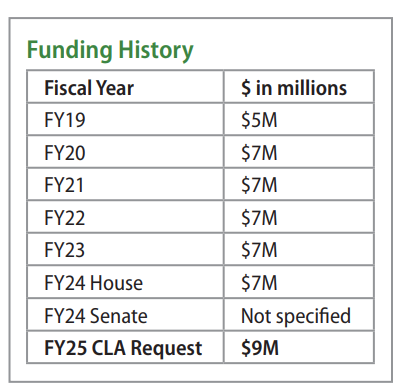 Funding History
Fiscal Year $ in millions
FY19 $5M
FY20 $7M
FY21 $7M
FY22 $7M
FY23 $7M
FY24 House $7M
FY24 Senate Not specified
FY25 CLA Request $9M